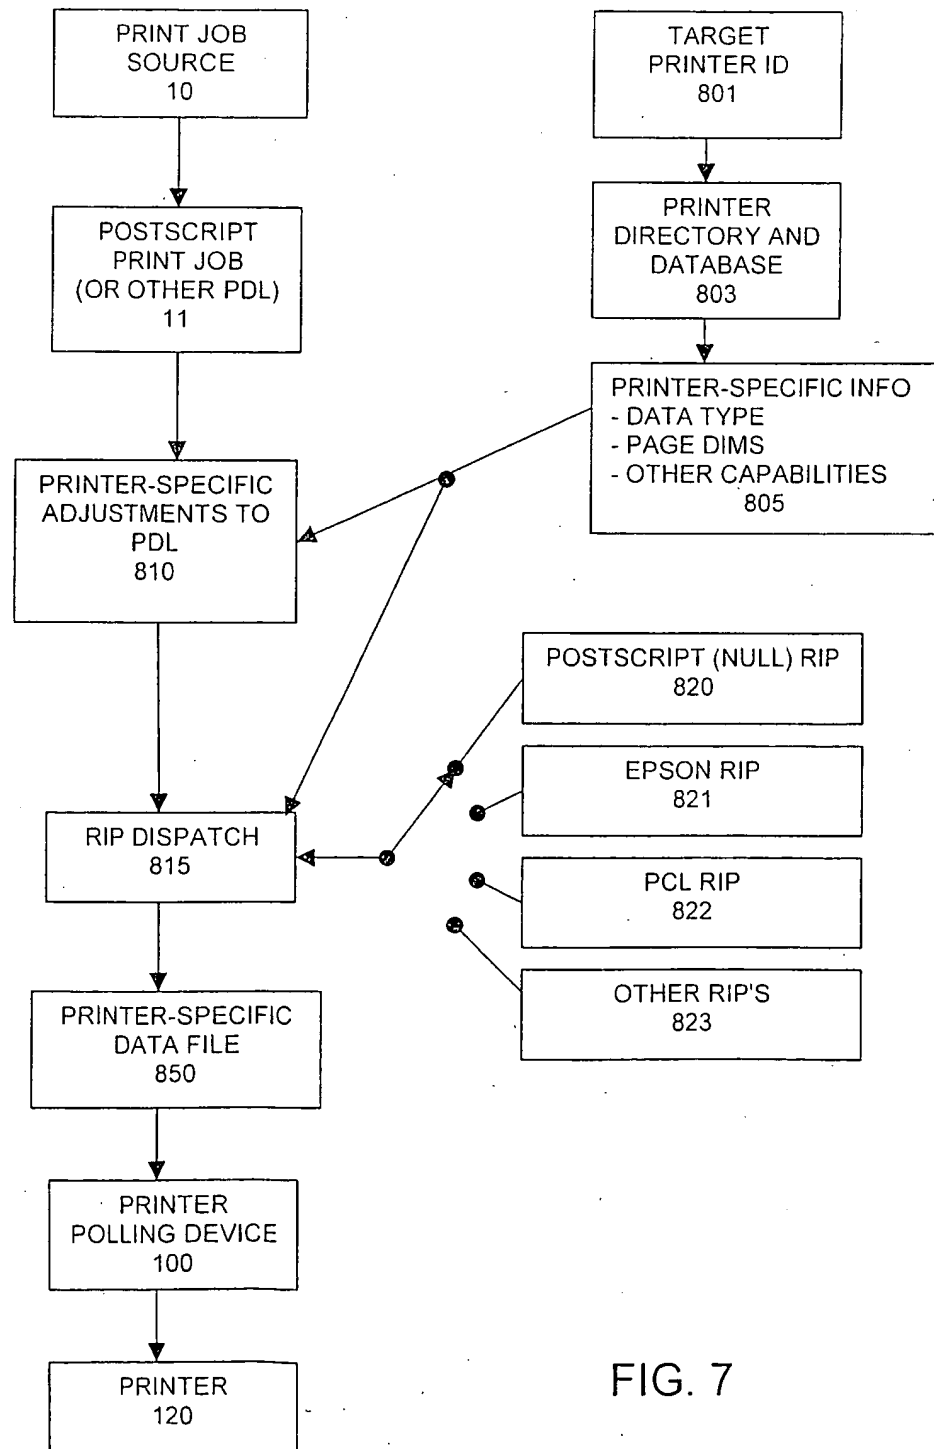 PRINT JOB
SOURCE
10
TARGET
PRINTER ID
801
POSTSCRIPT
PRINT JOB
(OR OTHER PDL)
11
PRINTER
DIRECTORY AND
DATABASE
803
PRINTER-SPECIFIC INFO
- DATA TYPE
- PAGE DIMS
- OTHER CAPABILITIES
805
PRINTER-SPECIFIC
ADJUSTMENTS TO
PDL
810
POSTSCRIPT (NULL) RIP
820
EPSON RIP
821
RIP DISPATCH
815
PCL RIP
822
OTHER RIP'S
823
PRINTER-SPECIFIC
DATA FILE
850
PRINTER
POLLING DEVICE
100
PRINTER
120
FIG. 7